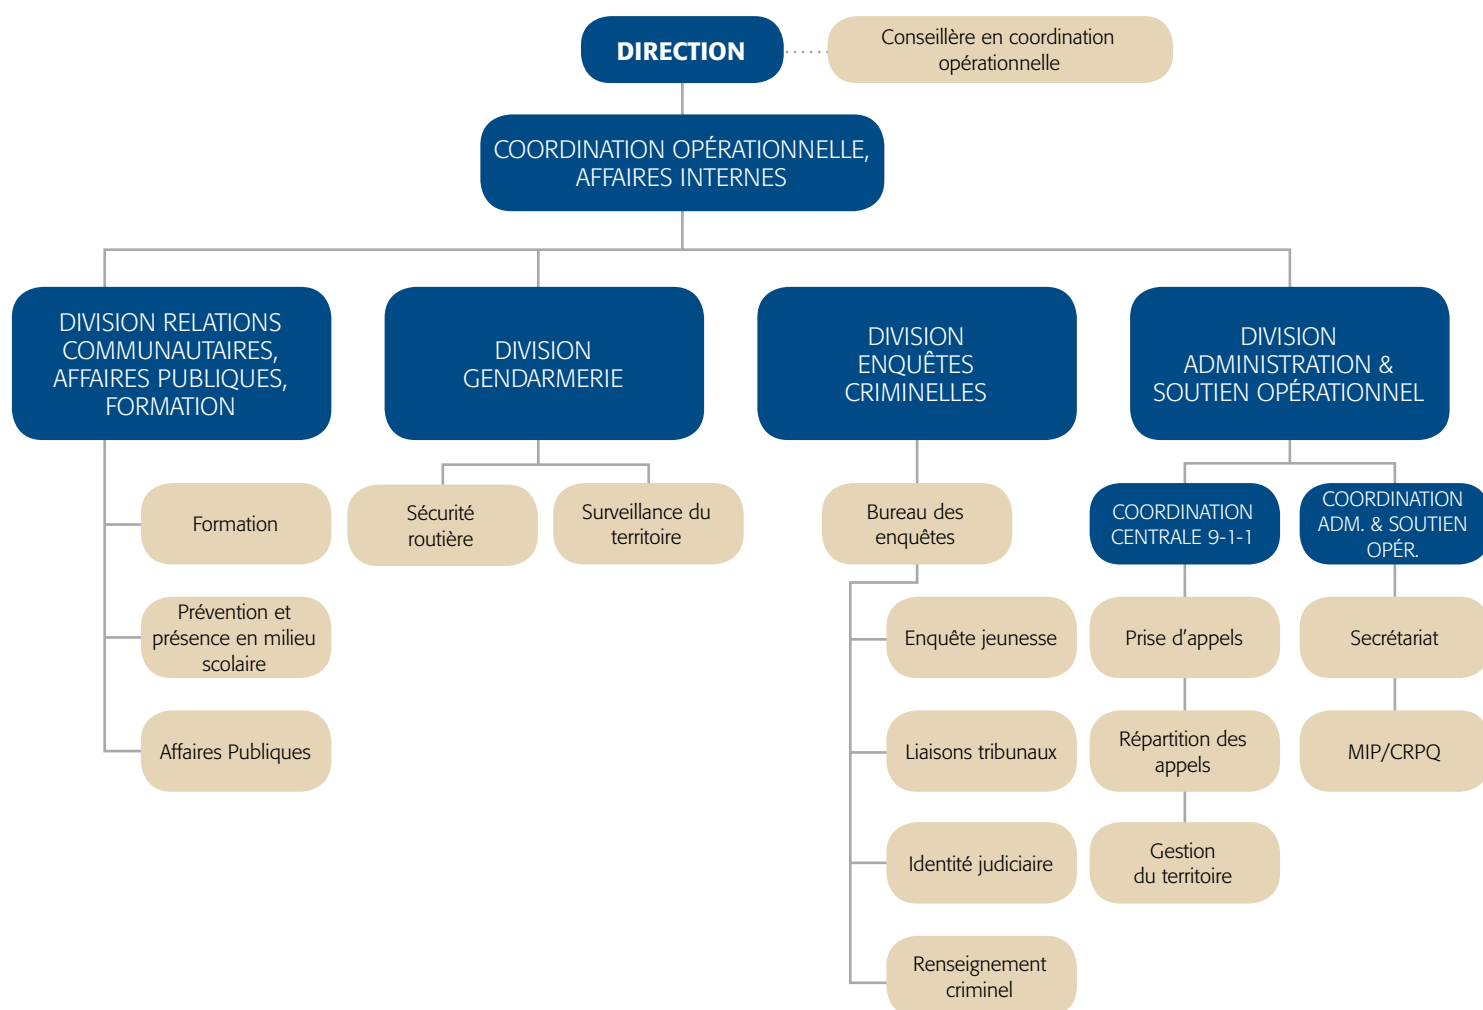 DIRECTION
Conseillère en coordination
opérationnelle
COORDINATION OPÉRATIONNELLE,
AFFAIRES INTERNES
DIVISION RELATIONS
COMMUNAUTAIRES,
AFFAIRES PUBLIQUES,
FORMATION
DIVISION
GENDARMERIE
DIVISION
ENQUÊTES
CRIMINELLES
DIVISION
ADMINISTRATION &
SOUTIEN OPÉRATIONNEL
Formation
Prévention et
présence en milieu
scolaire
Affaires Publiques
Sécurité
routière
Surveillance du
territoire
Bureau des
enquêtes
Enquête jeunesse
Liaisons tribunaux
Identité judiciaire
Renseignement
criminel
COORDINATION
CENTRALE 9-1-1
Prise d’appels
Répartition des
appels
Gestion
du territoire
COORDINATION
ADM. & SOUTIEN
OPÉR.
Secrétariat
MIP/CRPQ